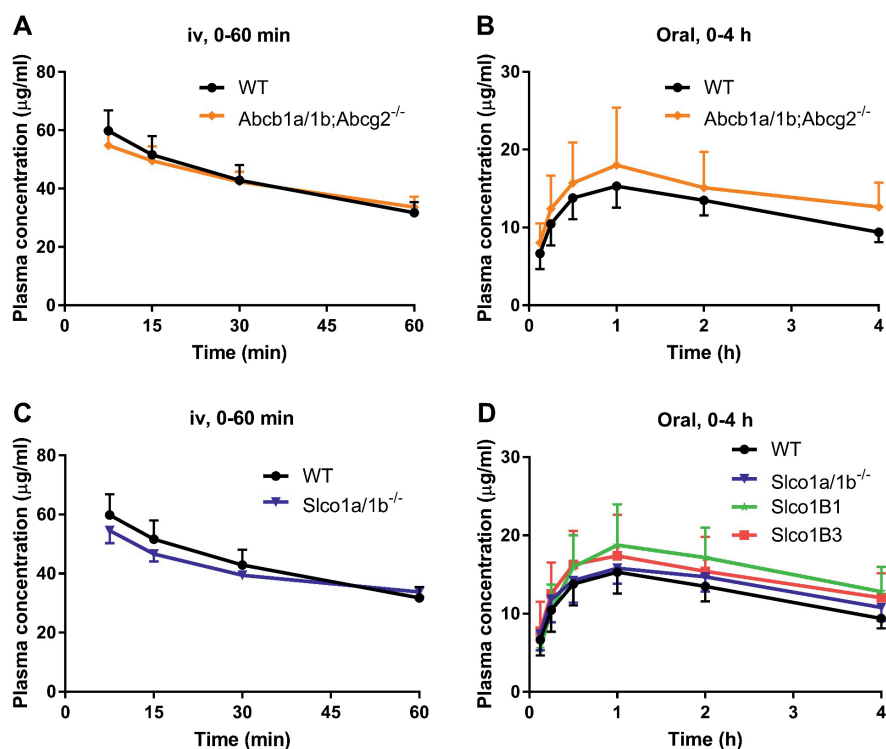 A
iv, 0-60 min
Plasma concentration (µg/ml)
80
60
40
20
0
WT
Abcb1a/1b;Abcg2-/-
0 15 30 45 60
Time (min)
B
Oral, 0-4 h
Plasma concentration (µg/ml)
30
20
10
0
WT
Abcb1a/1b;Abcg2-/-
0 1 2 3 4
Time (h)
C
iv, 0-60 min
Plasma concentration (µg/ml)
80
60
40
20
0
WT
Slco1a/1b-/-
0 15 30 45 60
Time (min)
D
Oral, 0-4 h
Plasma concentration (µg/ml)
30
20
10
0
WT
Slco1a/1b-/-
Slco1B1
Slco1B3
0 1 2 3 4
Time (h)